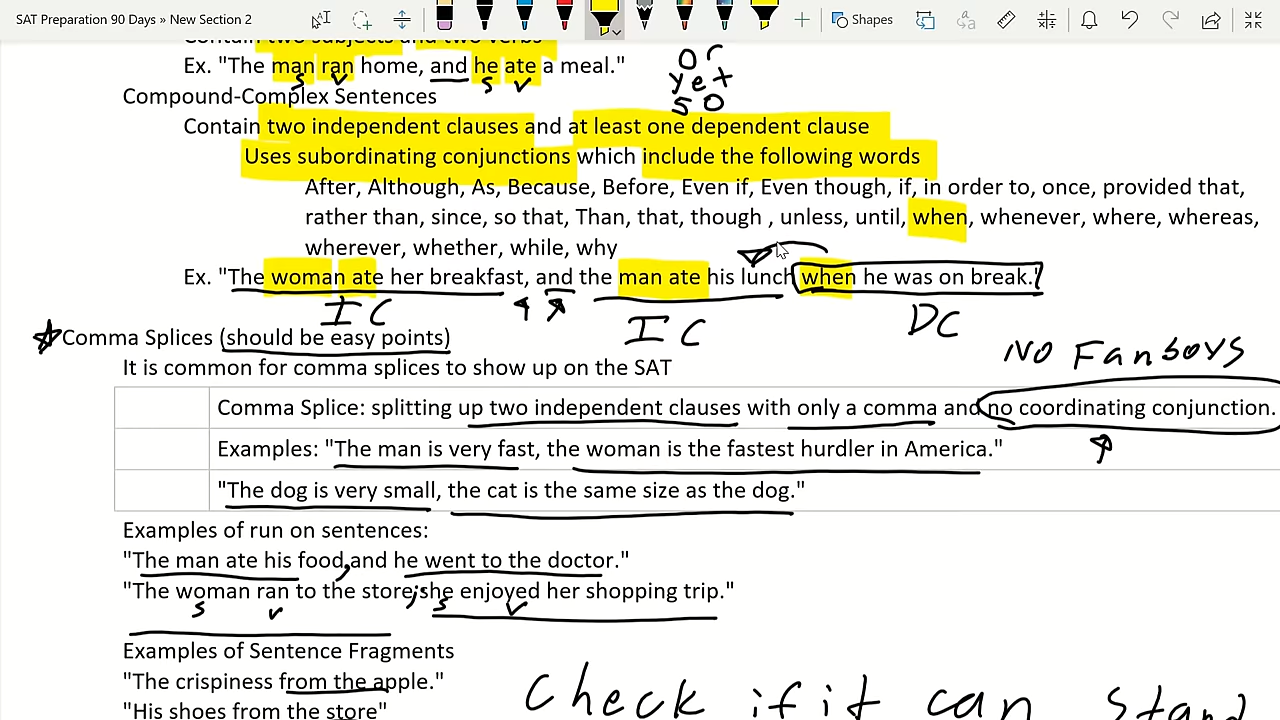 SAT Preparation 90 Days » New Section 2
Shapes
Contain two subjects and two verbs
Or
Ex. "The man ran home, and he ate a meal."
yet
s v s v
so
Compound-Complex Sentences
Contain two independent clauses and at least one dependent clause
Uses subordinating conjunctions which include the following words
After, Although, As, Because, Before, Even if, Even though, if, in order to, once, provided that,
rather than, since, so that, Than, that, though , unless, until, when, whenever, where, whereas,
wherever, whether, while, why
Ex. "The woman ate her breakfast, and the man ate his lunch when he was on break."
IC IC DC
Comma Splices (should be easy points)
No Fanboys
It is common for comma splices to show up on the SAT
Comma Splice: splitting up two independent clauses with only a comma and no coordinating conjunction.
Examples: "The man is very fast, the woman is the fastest hurdler in America."
"The dog is very small, the cat is the same size as the dog."
Examples of run on sentences:
"The man ate his food, and he went to the doctor."
"The woman ran to the store; she enjoyed her shopping trip."
s v s v
Examples of Sentence Fragments
"The crispiness from the apple."
Check if it can stand
"His shoes from the store"